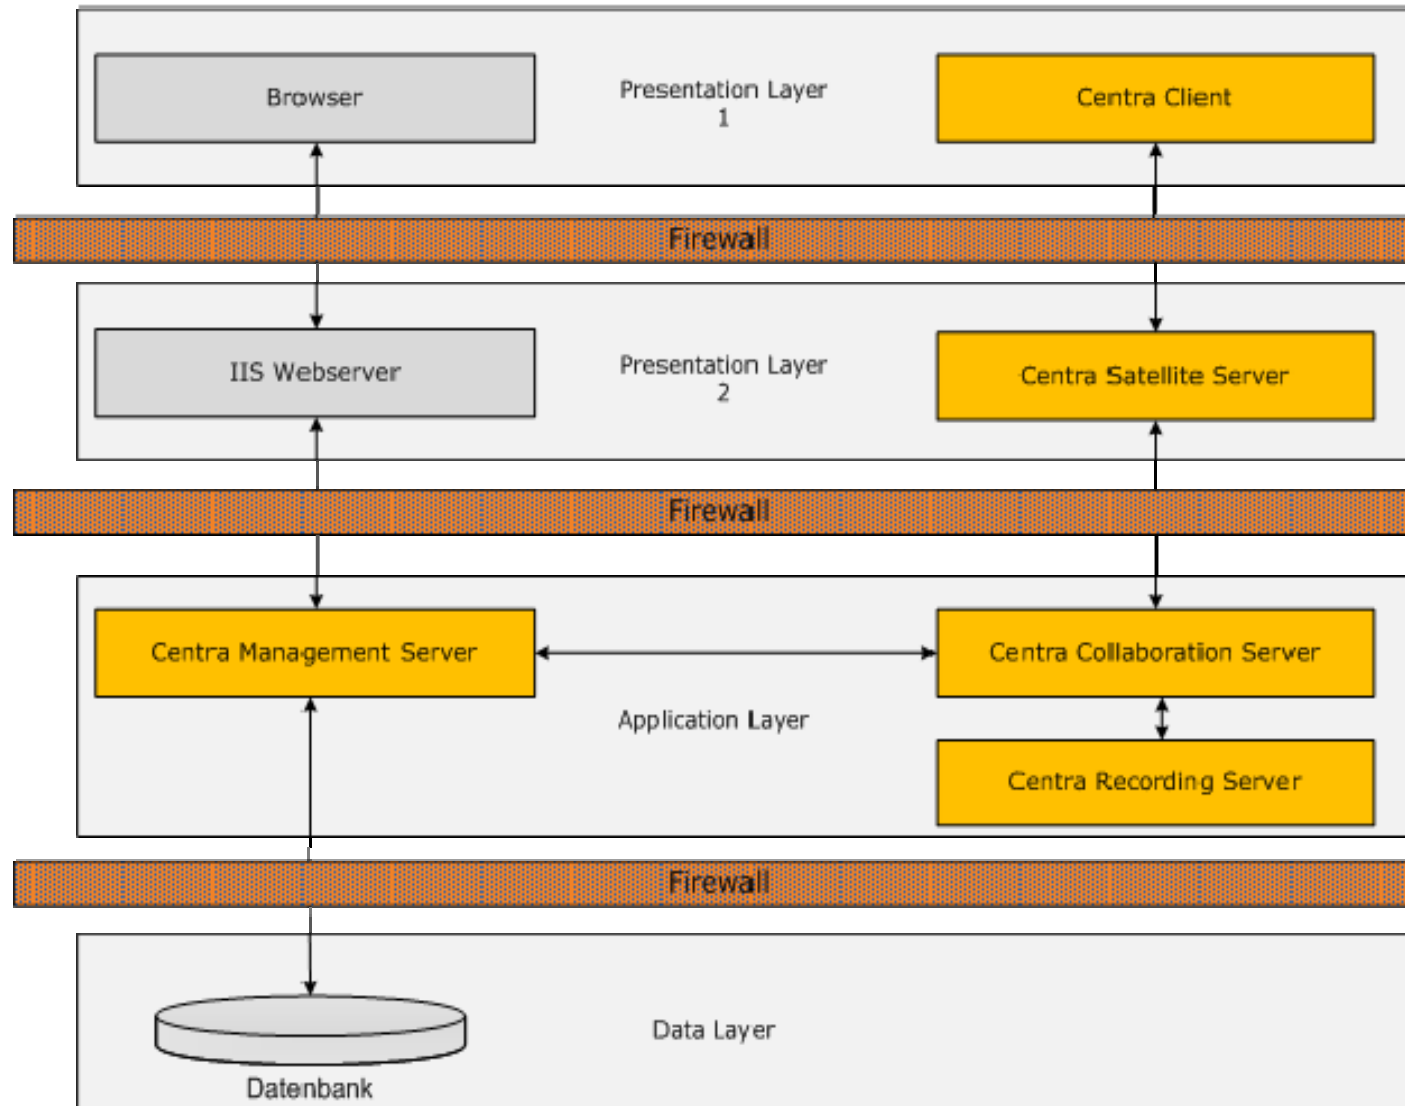 Browser
Presentation Layer
1
Centra Client
Firewall
IIS Webserver
Presentation Layer
2
Centra Satellite Server
Firewall
Centra Management Server
Centra Collaboration Server
Application Layer
Centra Recording Server
Firewall
Data Layer
Datenbank